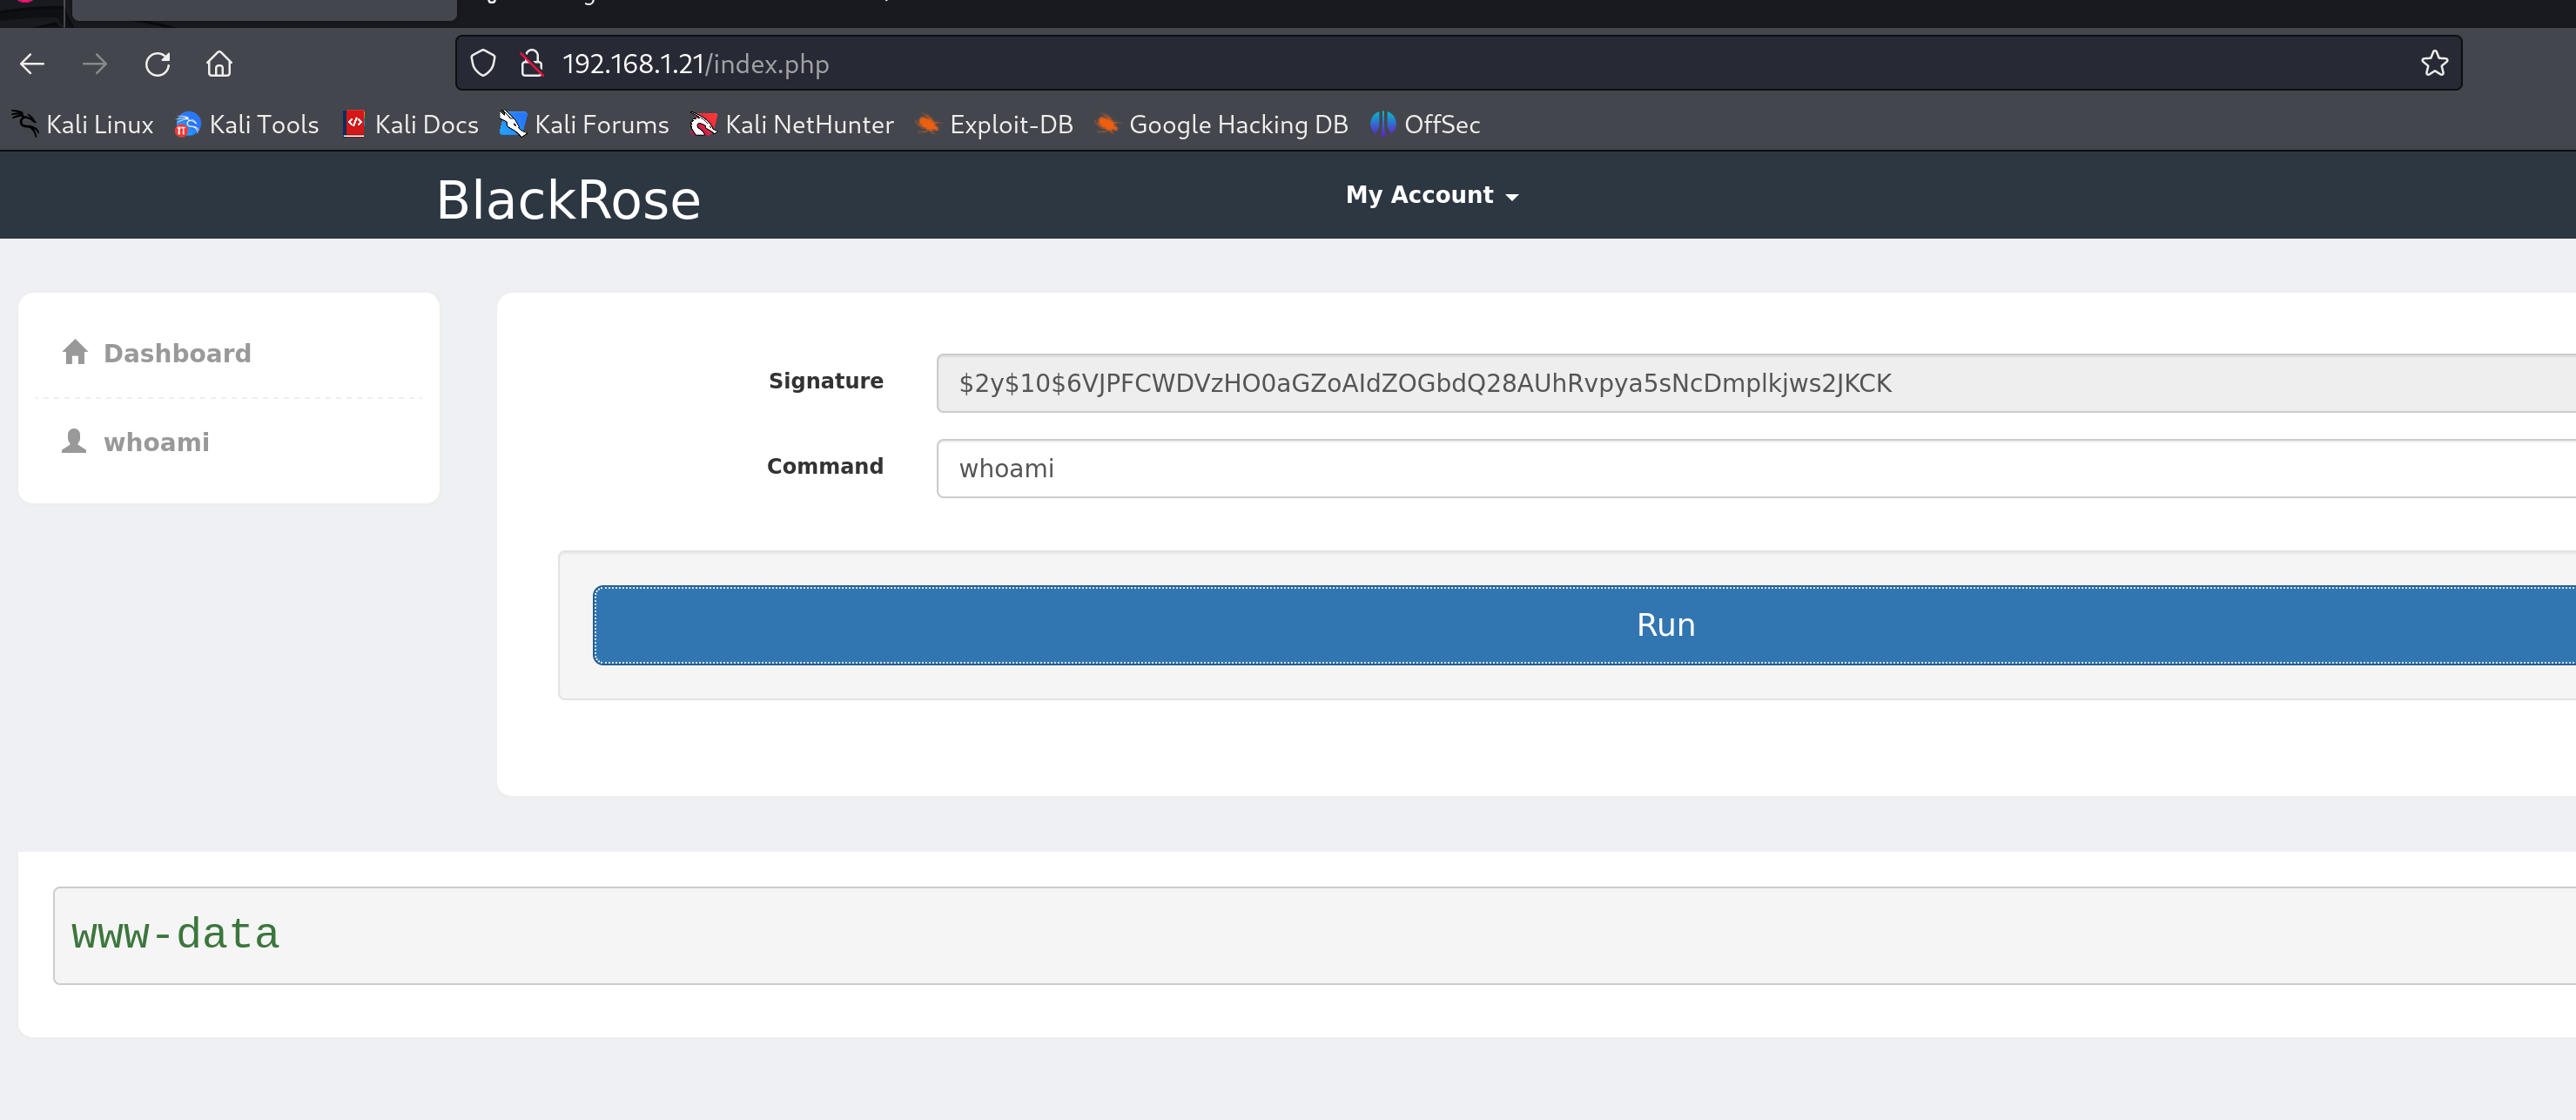 192.168.1.21/index.php
Kali Linux Kali Tools Kali Docs Kali Forums Kali NetHunter Exploit-DB Google Hacking DB OffSec
BlackRose My Account
Dashboard
whoami
Signature $2y$10$6VJPFCWDVzHO0aGZoAIdZOGbdQ28AUhRvpya5sNcDmplkjws2JKCK
Command whoami
Run
www-data